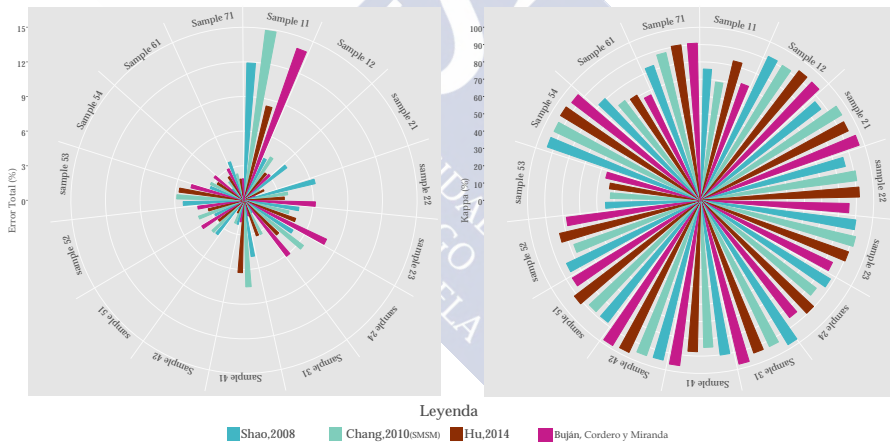 Sample 71
Sample 11
Sample 12
sample 21
sample 22
sample 23
sample 24
Sample 31
Sample 41
Sample 42
sample 51
sample 52
sample 53
Sample 54
Sample 61
15
12
9
6
3
0
Error Total (%)
Sample 71
Sample 11
Sample 12
sample 21
sample 22
sample 23
sample 24
Sample 31
Sample 41
Sample 42
sample 51
sample 52
sample 53
Sample 54
Sample 61
100
90
80
70
60
50
40
30
20
10
0
Kappa (%)
Leyenda
Shao,2008 Chang,2010(SMSM) Hu,2014 Buján, Cordero y Miranda